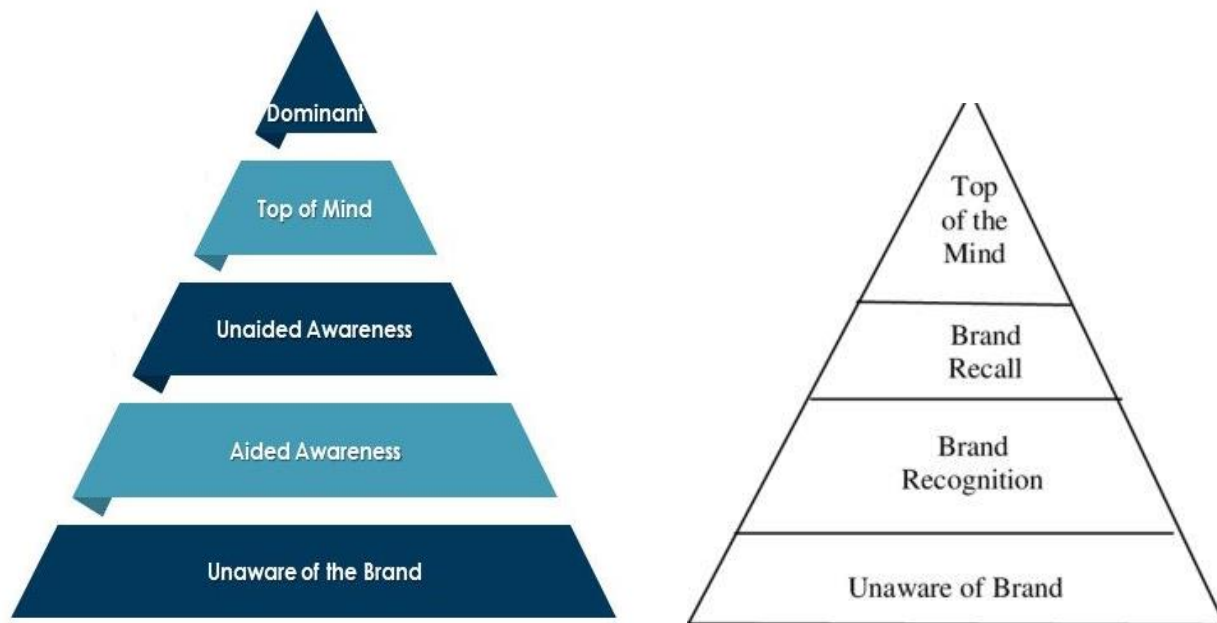 Dominant
Top of Mind
Unaided Awareness
Aided Awareness
Unaware of the Brand
Top
of the
Mind
Brand
Recall
Brand
Recognition
Unaware of Brand